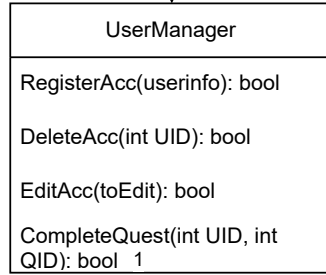 UserManager
RegisterAcc(userinfo): bool
DeleteAcc(int UID): bool
EditAcc(toEdit): bool
CompleteQuest(int UID, int
QID): bool 1